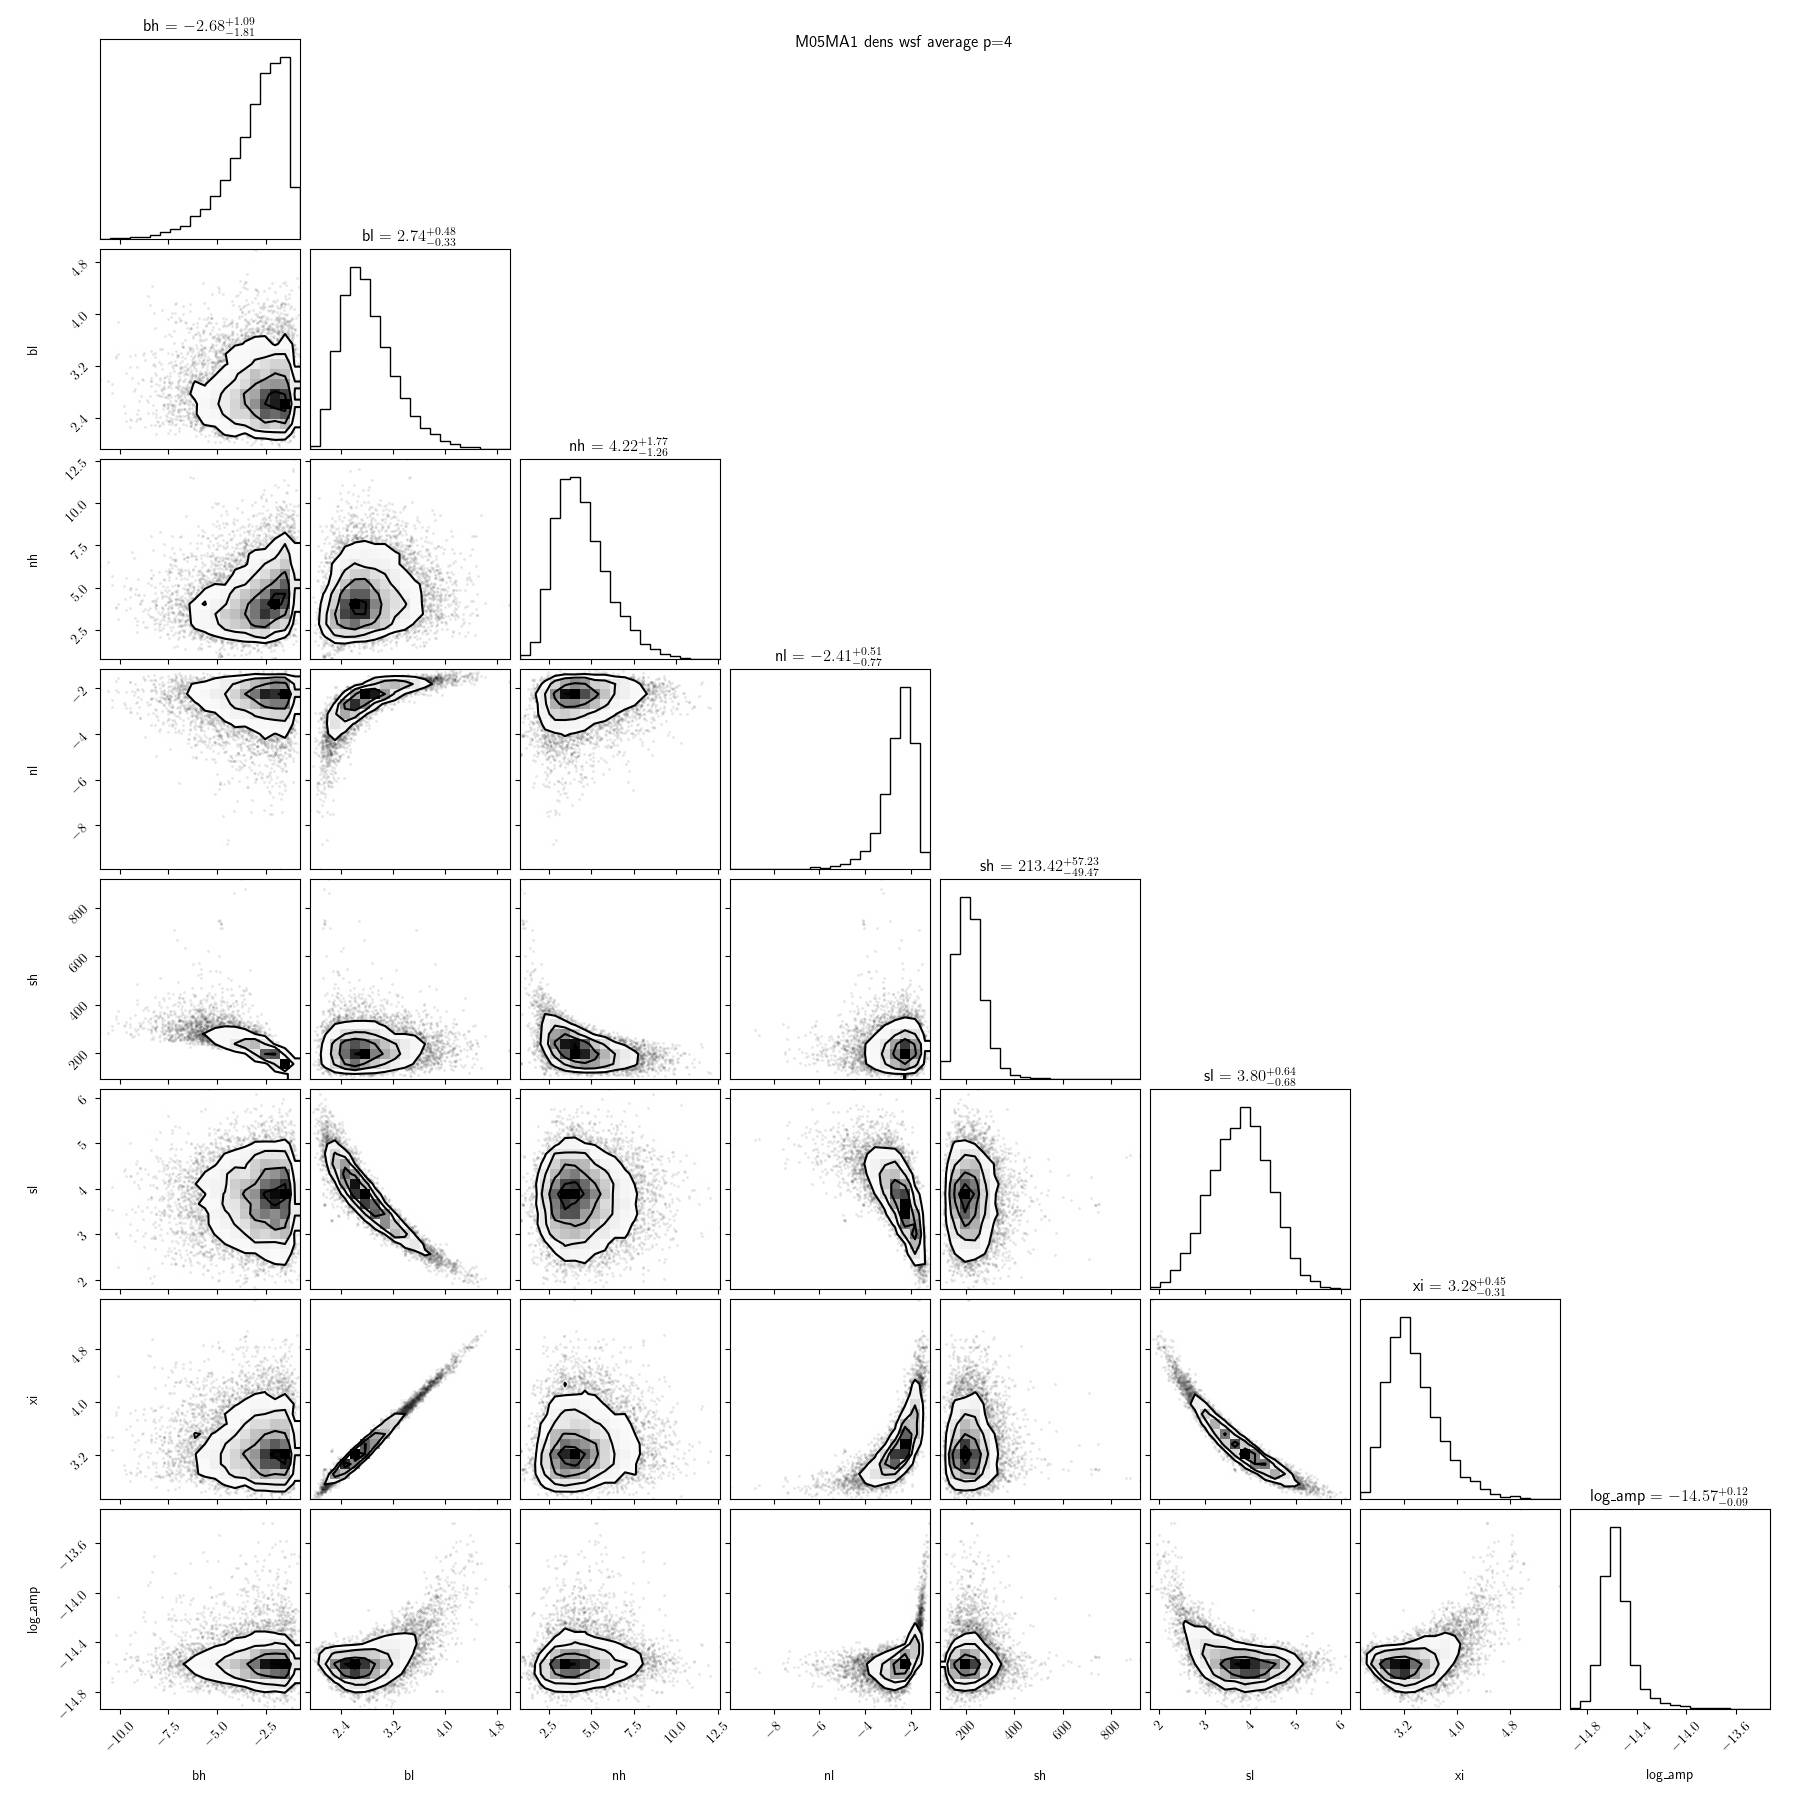 bh = −2.68 +1.09 −1.81
M05MA1 dens wsf average p=4
bl = 2.74 +0.48 −0.33
4.8
4.0
3.2
2.4
bl
nh = 4.22 +1.77 −1.26
12.5
10.0
7.5
5.0
2.5
nh
nl = −2.41 +0.51 −0.77
−2
−4
−6
−8
nl
sh = 213.42 +57.23 −49.47
800
600
400
200
sh
sl = 3.80 +0.64 −0.68
6
5
4
3
2
sl
xi = 3.28 +0.45 −0.31
4.8
4.0
3.2
xi
log_amp = −14.57 +0.12 −0.09
−13.6
−14.0
−14.4
−14.8
log_amp
−10.0 −7.5 −5.0 −2.5 2.4 3.2 4.0 4.8 2.5 5.0 7.5 10.0 12.5 −8 −6 −4 −2 200 400 600 800 2 3 4 5 6 3.2 4.0 4.8 −14.8 −14.4 −14.0 −13.6
bh bl nh nl sh sl xi log_amp